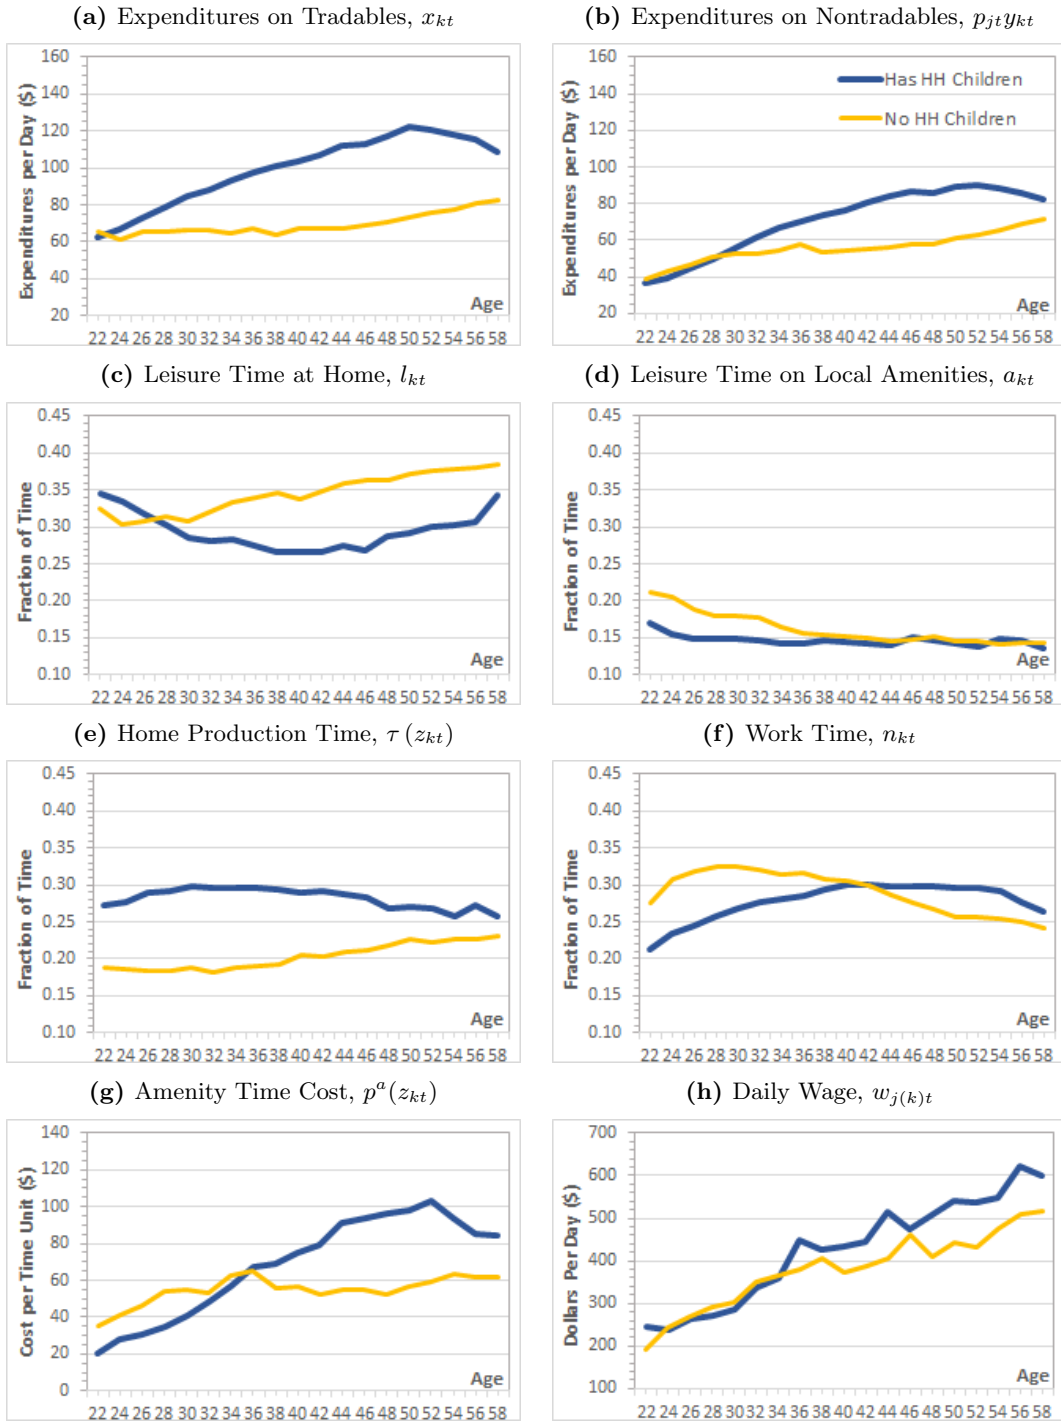 (a) Expenditures on Tradables, xkt
(b) Expenditures on Nontradables, pjtykt
Expenditures per Day ($)
160
140
120
100
80
60
40
20
Age
22 24 26 28 30 32 34 36 38 40 42 44 46 48 50 52 54 56 58
Expenditures per Day ($)
160
140
120
100
80
60
40
20
Has HH Children
No HH Children
Age
22 24 26 28 30 32 34 36 38 40 42 44 46 48 50 52 54 56 58
(c) Leisure Time at Home, lkt
(d) Leisure Time on Local Amenities, akt
Fraction of Time
0.45
0.40
0.35
0.30
0.25
0.20
0.15
0.10
Age
22 24 26 28 30 32 34 36 38 40 42 44 46 48 50 52 54 56 58
Fraction of Time
0.45
0.40
0.35
0.30
0.25
0.20
0.15
0.10
Age
22 24 26 28 30 32 34 36 38 40 42 44 46 48 50 52 54 56 58
(e) Home Production Time, τ (zkt)
(f) Work Time, nkt
Fraction of Time
0.45
0.40
0.35
0.30
0.25
0.20
0.15
0.10
Age
22 24 26 28 30 32 34 36 38 40 42 44 46 48 50 52 54 56 58
Fraction of Time
0.45
0.40
0.35
0.30
0.25
0.20
0.15
0.10
Age
22 24 26 28 30 32 34 36 38 40 42 44 46 48 50 52 54 56 58
(g) Amenity Time Cost, pa(zkt)
(h) Daily Wage, wj(k)t
Cost per Time Unit ($)
140
120
100
80
60
40
20
0
Age
22 24 26 28 30 32 34 36 38 40 42 44 46 48 50 52 54 56 58
Dollars Per Day ($)
700
600
500
400
300
200
100
Age
22 24 26 28 30 32 34 36 38 40 42 44 46 48 50 52 54 56 58